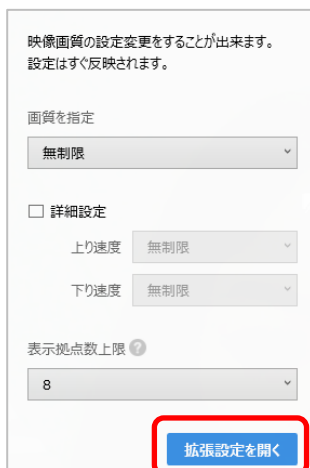 映像画質の設定変更をすることが出来ます。
設定はすぐ反映されます。
画質を指定
無制限
詳細設定
上り速度 無制限
下り速度 無制限
表示拠点数上限 ?
8
拡張設定を開く